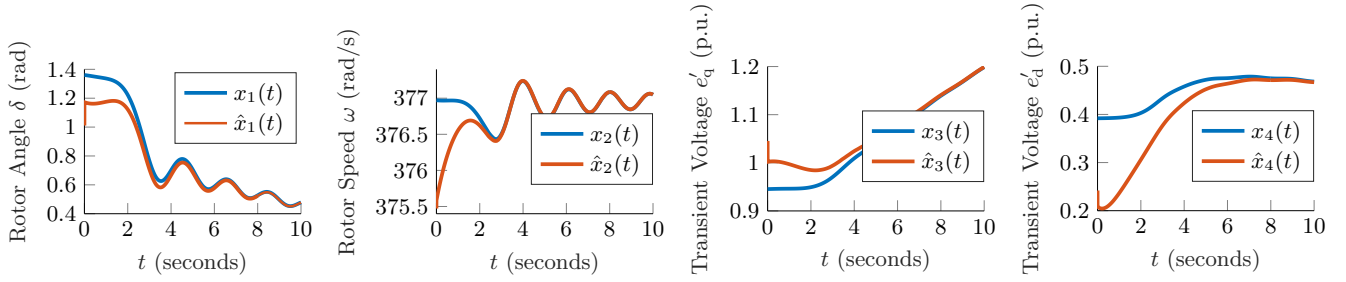 Rotor Angle δ (rad)
1.4
1.2
1
0.8
0.6
0.4
0 2 4 6 8 10
t (seconds)
x₁(t)
x̂₁(t)
Rotor Speed ω (rad/s)
377
376.5
376
375.5
0 2 4 6 8 10
t (seconds)
x₂(t)
x̂₂(t)
Transient Voltage e′q (p.u.)
1.2
1.1
1
0.9
0 2 4 6 8 10
t (seconds)
x₃(t)
x̂₃(t)
Transient Voltage e′d (p.u.)
0.5
0.4
0.3
0.2
0 2 4 6 8 10
t (seconds)
x₄(t)
x̂₄(t)